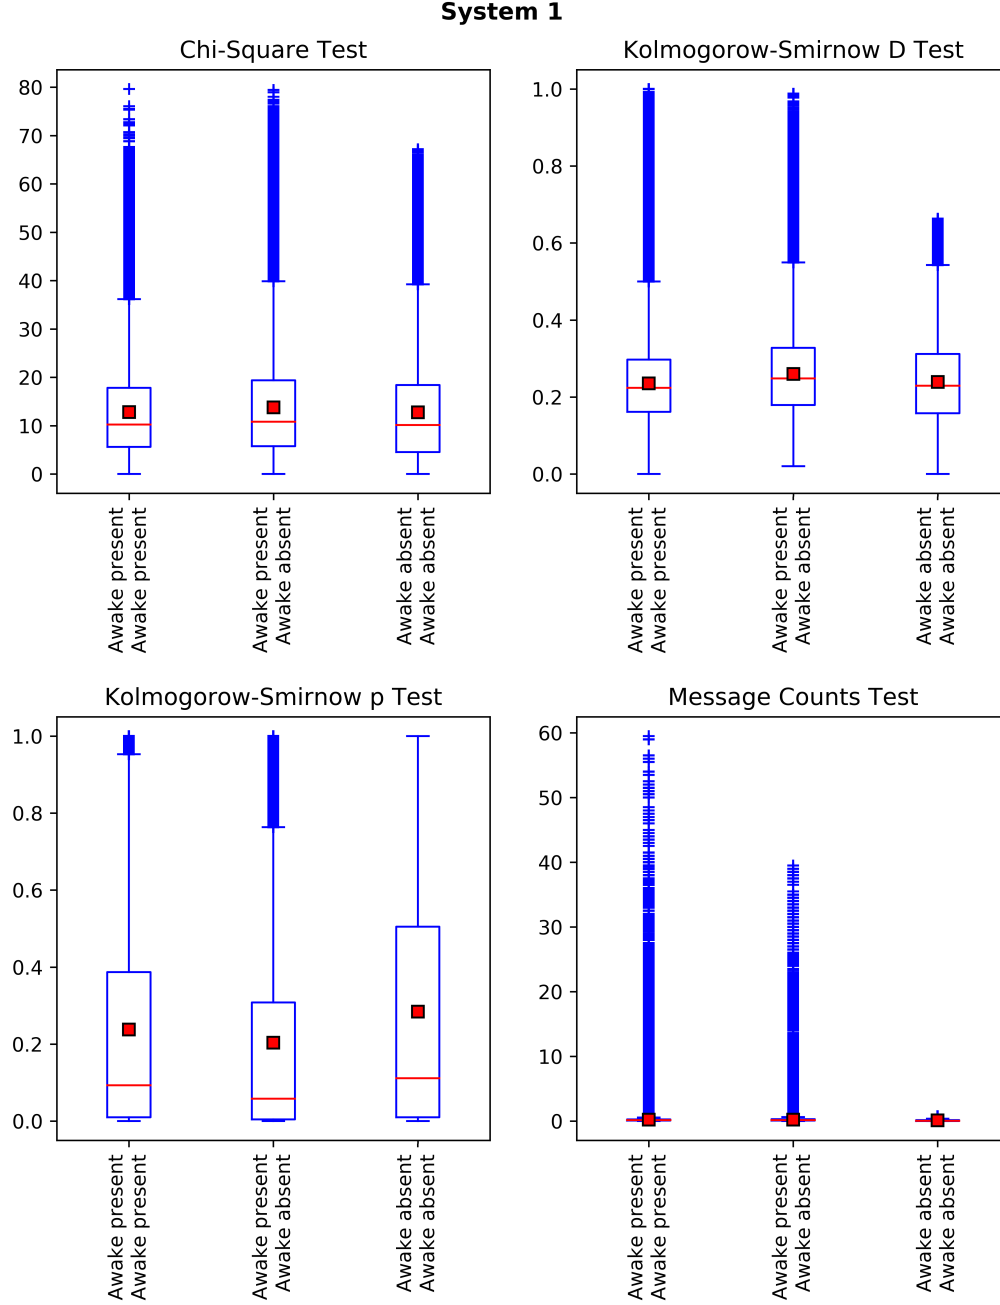 System 1
Chi-Square Test
80
70
60
50
40
30
20
10
0
Awake present
Awake present
Awake present
Awake absent
Awake absent
Awake absent
Kolmogorow-Smirnow D Test
1.0
0.8
0.6
0.4
0.2
0.0
Awake present
Awake present
Awake present
Awake absent
Awake absent
Awake absent
Kolmogorow-Smirnow p Test
1.0
0.8
0.6
0.4
0.2
0.0
Awake present
Awake present
Awake present
Awake absent
Awake absent
Awake absent
Message Counts Test
60
50
40
30
20
10
0
Awake present
Awake present
Awake present
Awake absent
Awake absent
Awake absent